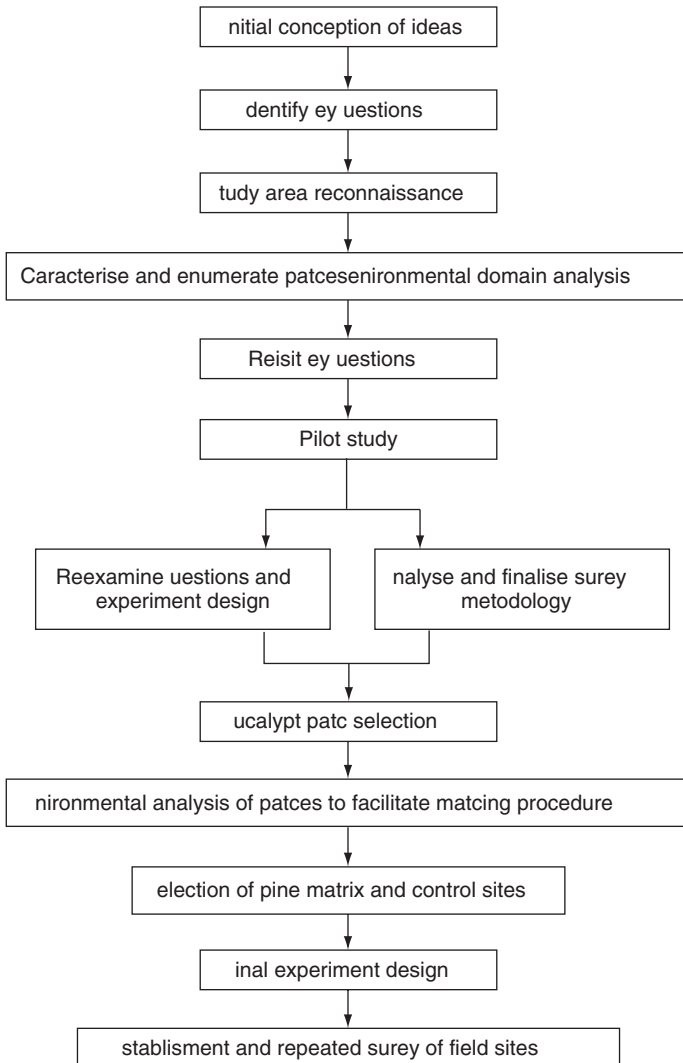 nitial conception of ideas
dentify ey uestions
tudy area reconnaissance
Caracterise and enumerate patcesenironmental domain analysis
Reisit ey uestions
Pilot study
Reexamine uestions and
experiment design
nalyse and finalise surey
metodology
ucalypt patc selection
nironmental analysis of patces to facilitate matcing procedure
election of pine matrix and control sites
inal experiment design
stablisment and repeated surey of field sites